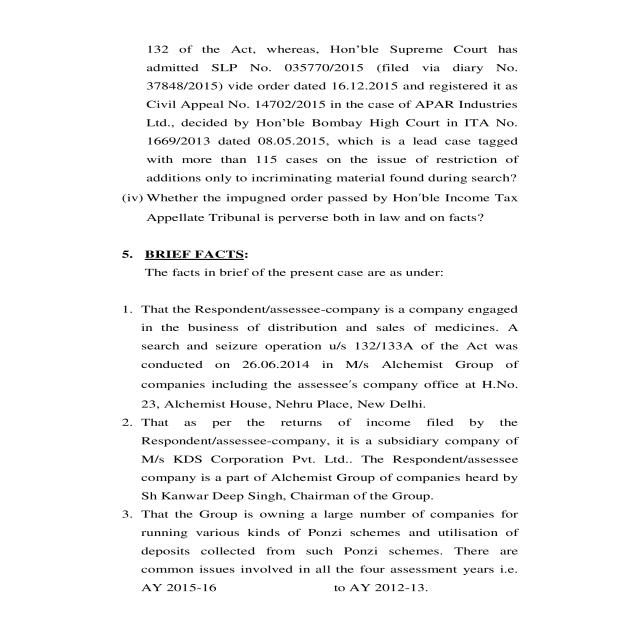 132 of the Act, whereas, Hon'ble Supreme Court has
admitted SLP No. 035770/2015 (filed via diary No.
37848/2015) vide order dated 16.12.2015 and registered it as
Civil Appeal No. 14702/2015 in the case of APAR Industries
Ltd., decided by Hon'ble Bombay High Court in ITA No.
1669/2013 dated 08.05.2015, which is a lead case tagged
with more than 115 cases on the issue of restriction of
additions only to incriminating material found during search?
(iv) Whether the impugned order passed by Hon'ble Income Tax
Appellate Tribunal is perverse both in law and on facts?
5. BRIEF FACTS:
The facts in brief of the present case are as under:
1. That the Respondent/assessee-company is a company engaged
in the business of distribution and sales of medicines. A
search and seizure operation u/s 132/133A of the Act was
conducted on 26.06.2014 in M/s Alchemist Group of
companies including the assessee's company office at H.No.
23, Alchemist House, Nehru Place, New Delhi.
2. That as per the returns of income filed by the
Respondent/assessee-company, it is a subsidiary company of
M/s KDS Corporation Pvt. Ltd.. The Respondent/assessee
company is a part of Alchemist Group of companies heard by
Sh Kanwar Deep Singh, Chairman of the Group.
3. That the Group is owning a large number of companies for
running various kinds of Ponzi schemes and utilisation of
deposits collected from such Ponzi schemes. There are
common issues involved in all the four assessment years i.e.
AY 2015-16 to AY 2012-13.